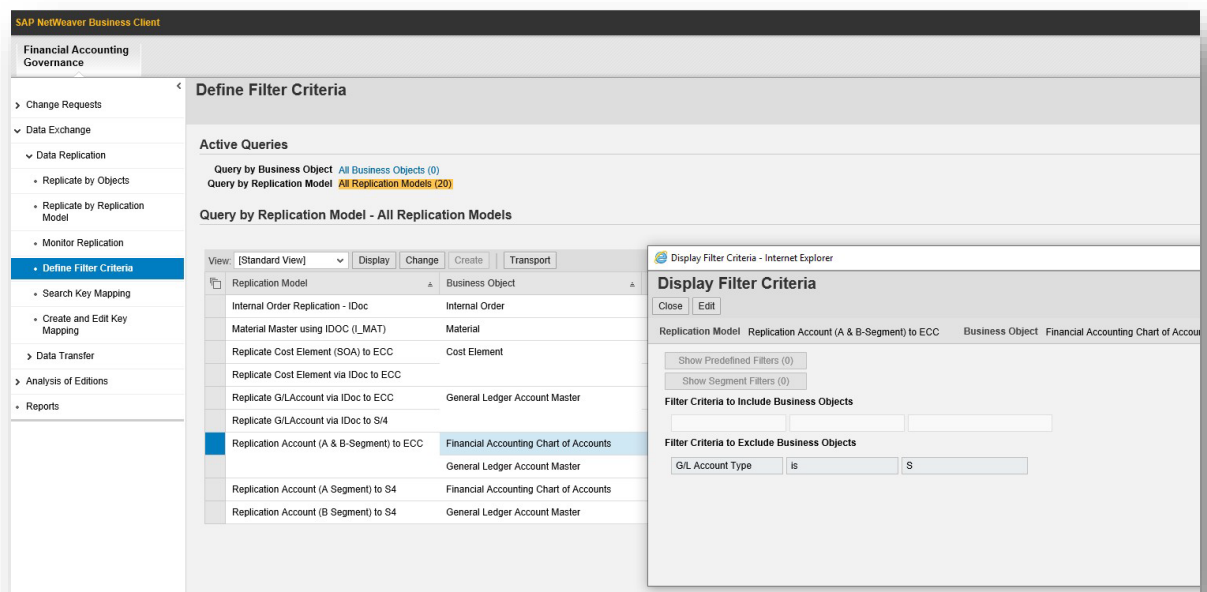 SAP NetWeaver Business Client
Financial Accounting
Governance
Change Requests
Data Exchange
Data Replication
Replicate by Objects
Replicate by Replication
Model
Monitor Replication
Define Filter Criteria
Search Key Mapping
Create and Edit Key
Mapping
Data Transfer
Analysis of Editions
Reports
Define Filter Criteria
Active Queries
Query by Business Object All Business Objects (0)
Query by Replication Model All Replication Models (20)
Query by Replication Model - All Replication Models
View: [Standard View] Display Change Create Transport
Replication Model Business Object
Internal Order Replication - IDoc Internal Order
Material Master using IDOC (I_MAT) Material
Replicate Cost Element (SOA) to ECC Cost Element
Replicate Cost Element via IDoc to ECC
Replicate G/LAccount via IDoc to ECC General Ledger Account Master
Replicate G/LAccount via IDoc to S/4
Replication Account (A & B-Segment) to ECC Financial Accounting Chart of Accounts
General Ledger Account Master
Replication Account (A Segment) to S4 Financial Accounting Chart of Accounts
Replication Account (B Segment) to S4 General Ledger Account Master
Display Filter Criteria - Internet Explorer
Display Filter Criteria
Close Edit
Replication Model Replication Account (A & B-Segment) to ECC Business Object Financial Accounting Chart of Accour
Show Predefined Filters (0)
Show Segment Filters (0)
Filter Criteria to Include Business Objects
Filter Criteria to Exclude Business Objects
G/L Account Type is S